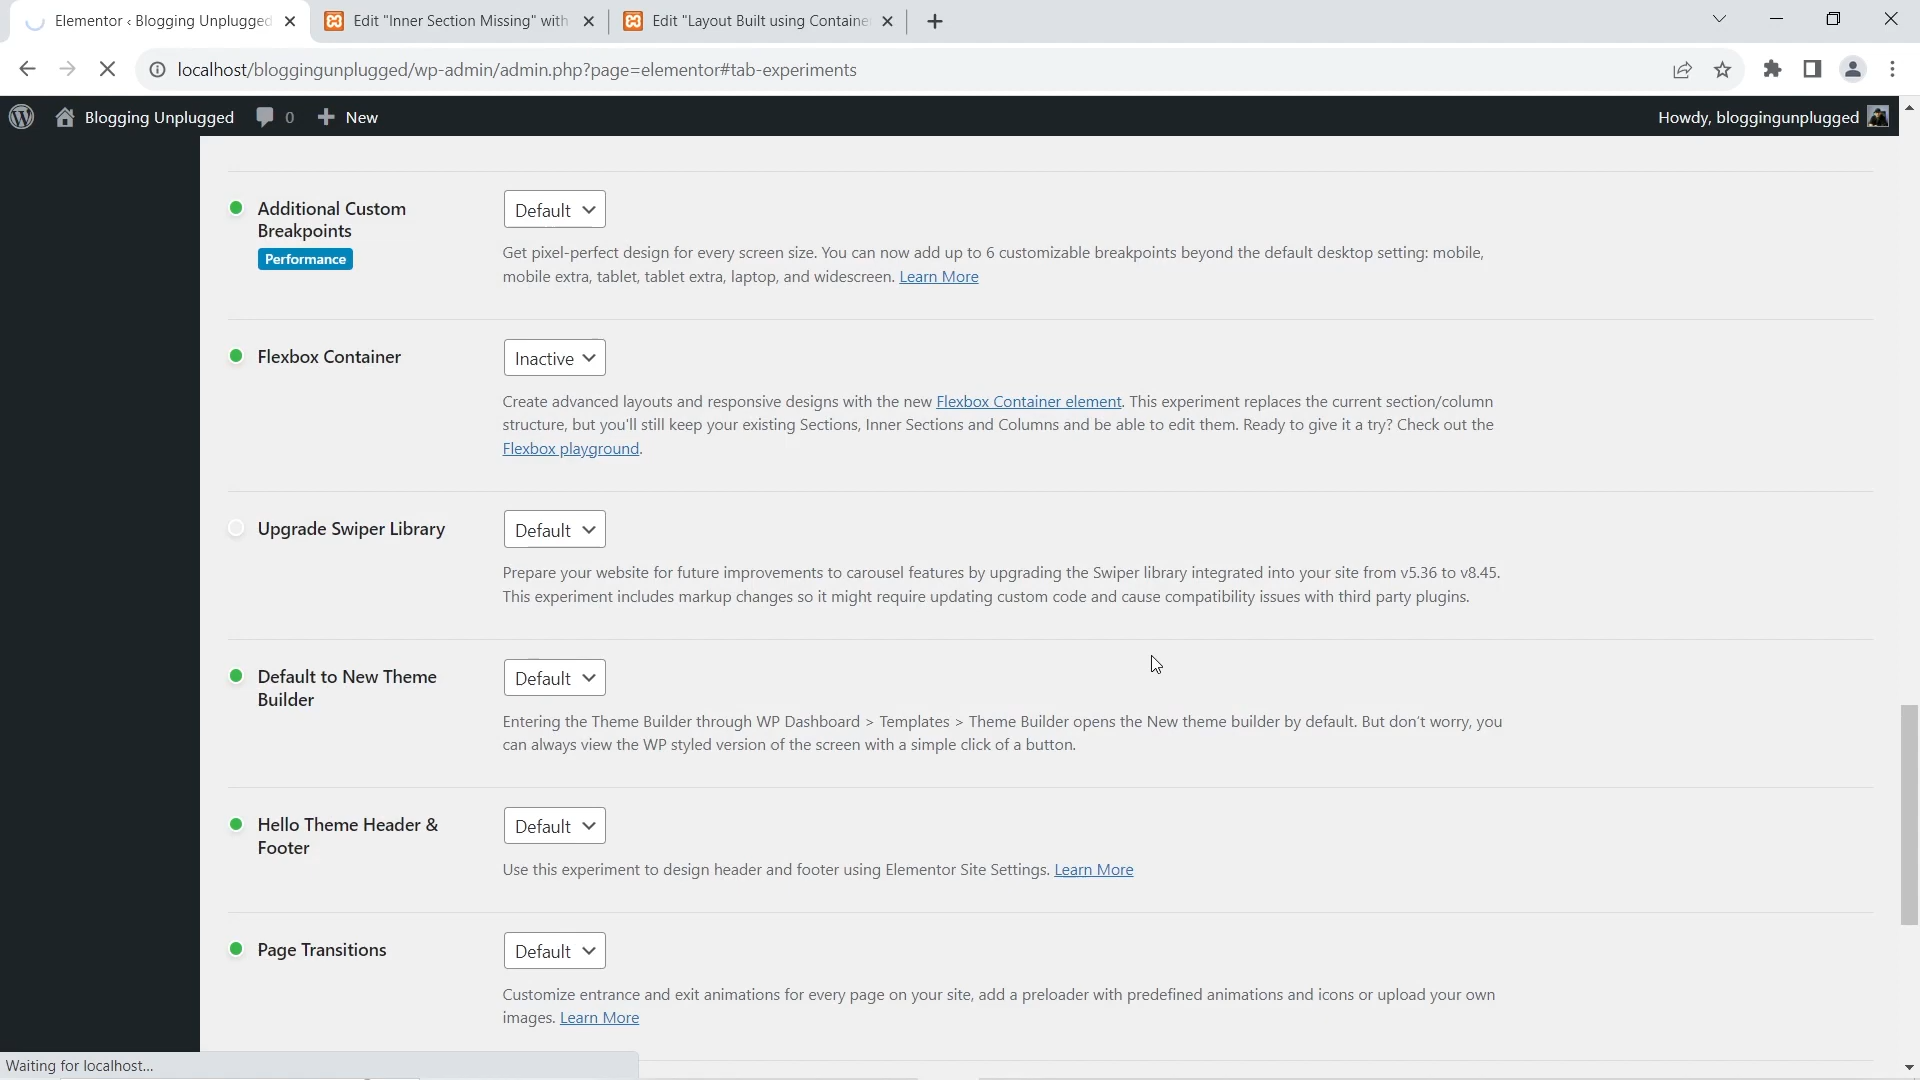 Elementor ‹ Blogging Unplugged
Edit "Inner Section Missing" with
Edit "Layout Built using Containe
localhost/bloggingunplugged/wp-admin/admin.php?page=elementor#tab-experiments
Blogging Unplugged
0
New
Howdy, bloggingunplugged
Additional Custom
Breakpoints
Performance
Default
Get pixel-perfect design for every screen size. You can now add up to 6 customizable breakpoints beyond the default desktop setting: mobile,
mobile extra, tablet, tablet extra, laptop, and widescreen. Learn More
Flexbox Container
Inactive
Create advanced layouts and responsive designs with the new Flexbox Container element. This experiment replaces the current section/column
structure, but you'll still keep your existing Sections, Inner Sections and Columns and be able to edit them. Ready to give it a try? Check out the
Flexbox playground.
Upgrade Swiper Library
Default
Prepare your website for future improvements to carousel features by upgrading the Swiper library integrated into your site from v5.36 to v8.45.
This experiment includes markup changes so it might require updating custom code and cause compatibility issues with third party plugins.
Default to New Theme
Builder
Default
Entering the Theme Builder through WP Dashboard > Templates > Theme Builder opens the New theme builder by default. But don't worry, you
can always view the WP styled version of the screen with a simple click of a button.
Hello Theme Header &
Footer
Default
Use this experiment to design header and footer using Elementor Site Settings. Learn More
Page Transitions
Default
Customize entrance and exit animations for every page on your site, add a preloader with predefined animations and icons or upload your own
images. Learn More
Waiting for localhost...